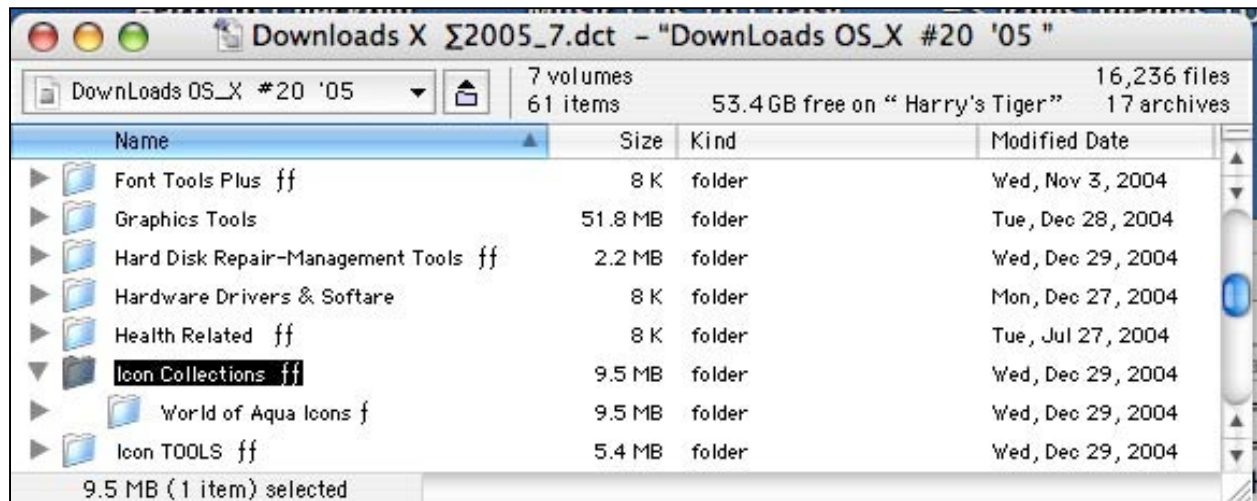 Downloads X  ∑2005_7.dct  - "DownLoads OS_X  #20  '05 "
DownLoads OS_X  #20  '05
7 volumes
16,236 files
61 items
53.4 GB free on " Harry's Tiger"
17 archives
Name Size Kind Modified Date
Font Tools Plus ƒƒ 8 K folder Wed, Nov 3, 2004
Graphics Tools 51.8 MB folder Tue, Dec 28, 2004
Hard Disk Repair-Management Tools ƒƒ 2.2 MB folder Wed, Dec 29, 2004
Hardware Drivers & Softare 8 K folder Mon, Dec 27, 2004
Health Related ƒƒ 8 K folder Tue, Jul 27, 2004
Icon Collections ƒƒ 9.5 MB folder Wed, Dec 29, 2004
World of Aqua Icons ƒ 9.5 MB folder Wed, Dec 29, 2004
Icon TOOLS ƒƒ 5.4 MB folder Wed, Dec 29, 2004
9.5 MB (1 item) selected